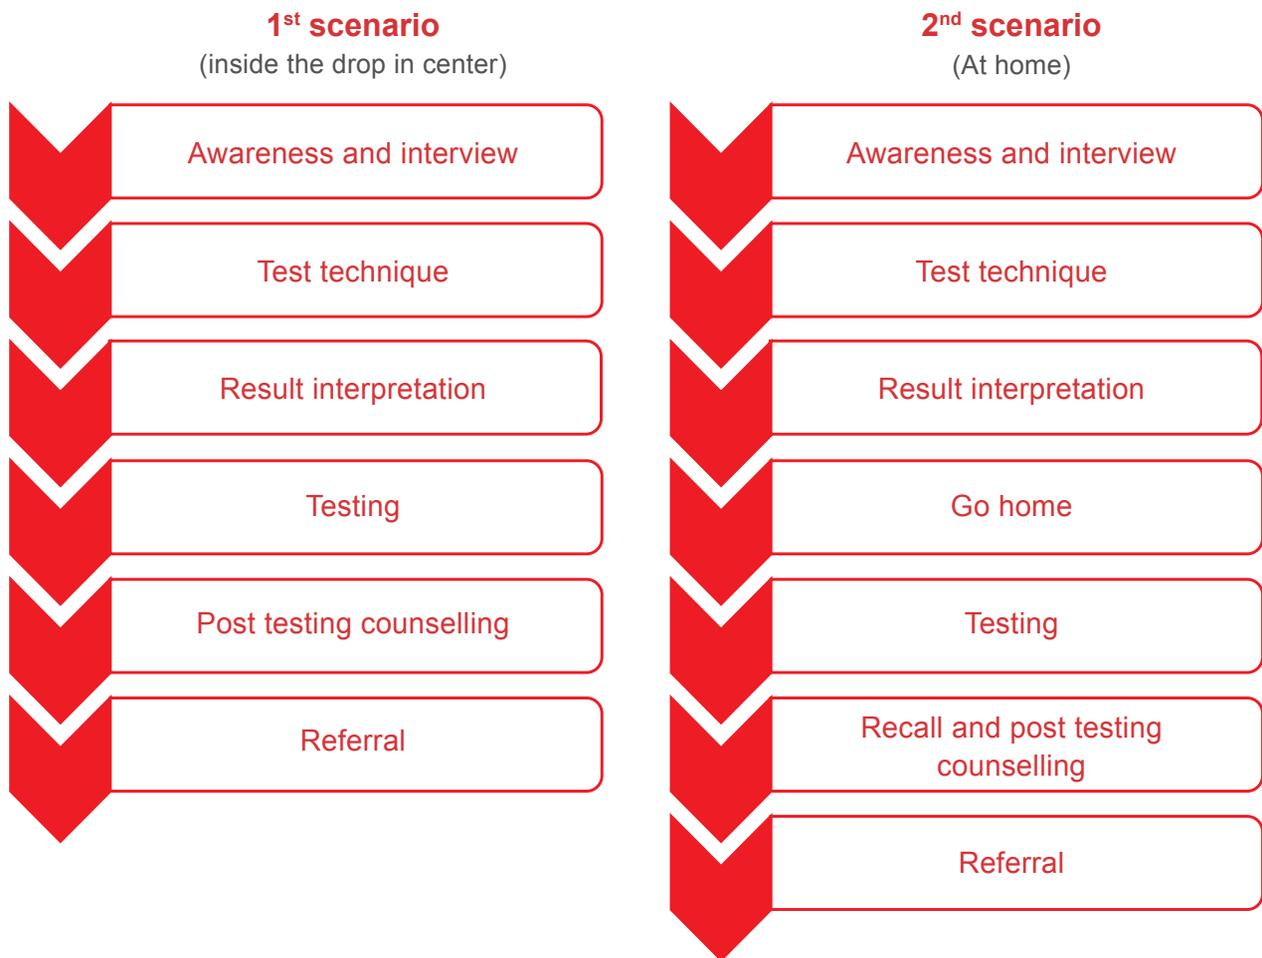 1st scenario
(inside the drop in center)
Awareness and interview
Test technique
Result interpretation
Testing
Post testing counselling
Referral
2nd scenario
(At home)
Awareness and interview
Test technique
Result interpretation
Go home
Testing
Recall and post testing
counselling
Referral